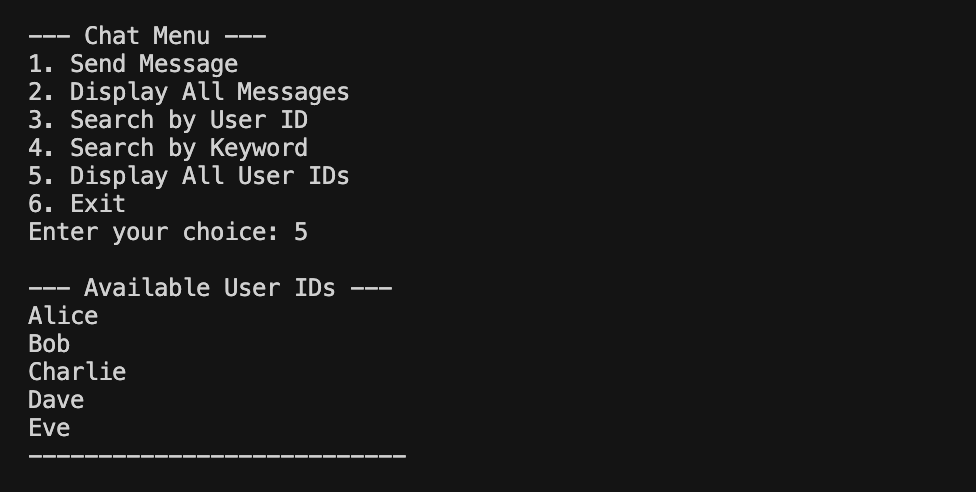 --- Chat Menu ---
1. Send Message
2. Display All Messages
3. Search by User ID
4. Search by Keyword
5. Display All User IDs
6. Exit
Enter your choice: 5

--- Available User IDs ---
Alice
Bob
Charlie
Dave
Eve
---------------------------